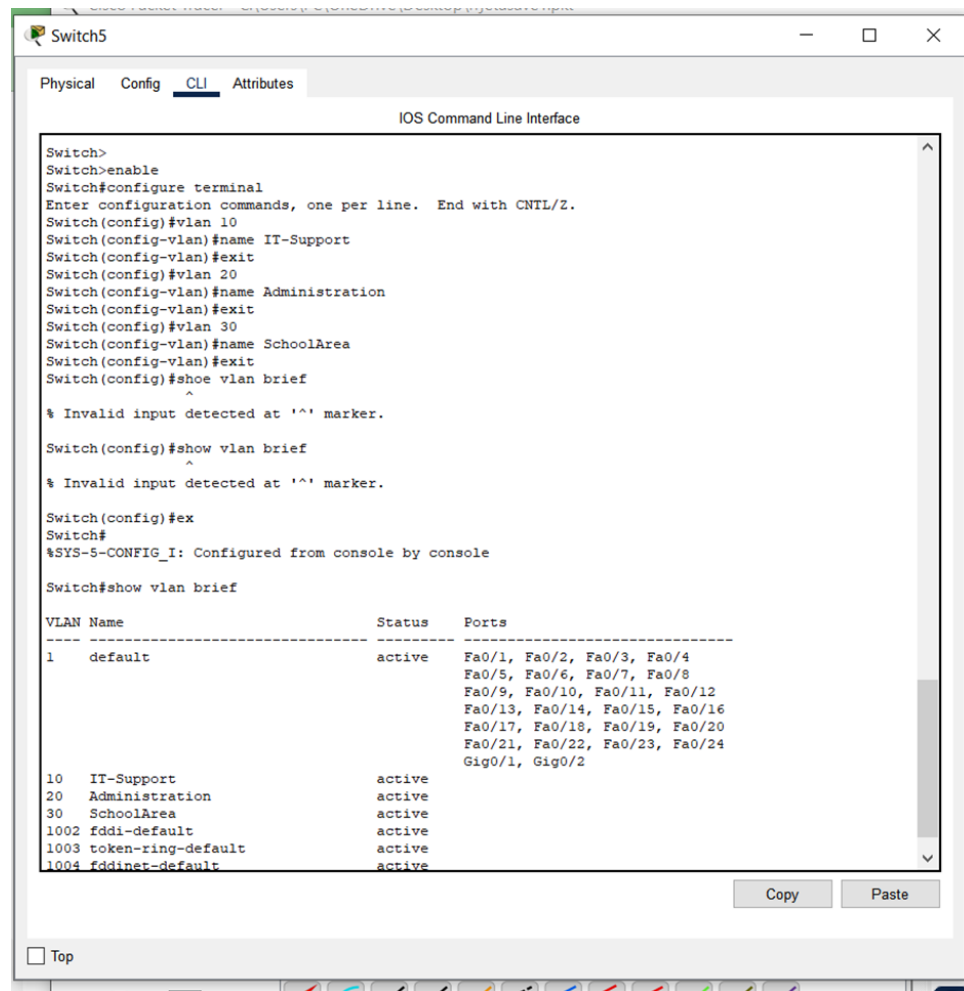 Switch5
Physical Config CLI Attributes
IOS Command Line Interface
Switch>
Switch>enable
Switch#configure terminal
Enter configuration commands, one per line.  End with CNTL/Z.
Switch(config)#vlan 10
Switch(config-vlan)#name IT-Support
Switch(config-vlan)#exit
Switch(config)#vlan 20
Switch(config-vlan)#name Administration
Switch(config-vlan)#exit
Switch(config)#vlan 30
Switch(config-vlan)#name SchoolArea
Switch(config-vlan)#exit
Switch(config)#shoe vlan brief
^
% Invalid input detected at '^' marker.
Switch(config)#show vlan brief
^
% Invalid input detected at '^' marker.
Switch(config)#ex
Switch#
%SYS-5-CONFIG_I: Configured from console by console
Switch#show vlan brief
VLAN Name Status Ports
---- -------------------------------- --------- -------------------------------
1 default active Fa0/1, Fa0/2, Fa0/3, Fa0/4
Fa0/5, Fa0/6, Fa0/7, Fa0/8
Fa0/9, Fa0/10, Fa0/11, Fa0/12
Fa0/13, Fa0/14, Fa0/15, Fa0/16
Fa0/17, Fa0/18, Fa0/19, Fa0/20
Fa0/21, Fa0/22, Fa0/23, Fa0/24
Gig0/1, Gig0/2
10 IT-Support active
20 Administration active
30 SchoolArea active
1002 fddi-default active
1003 token-ring-default active
1004 fddinet-default active
Copy Paste
Top